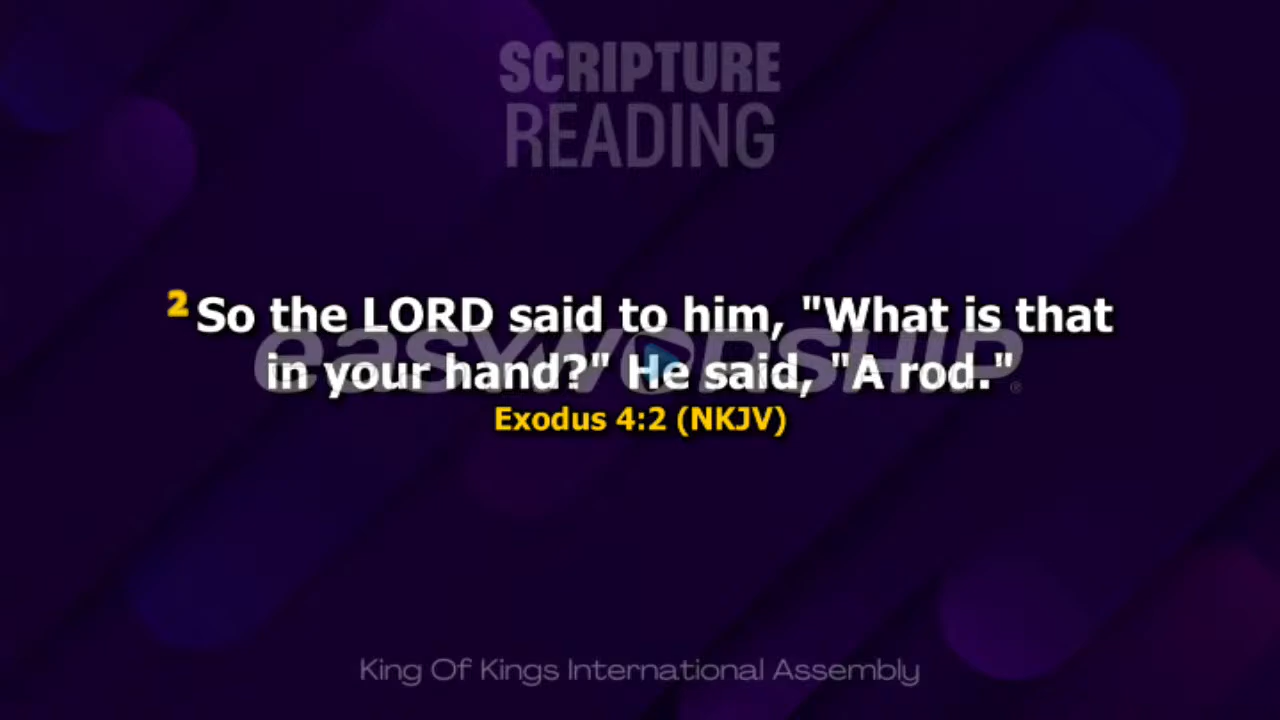 SCRIPTURE
READING
2 So the LORD said to him, "What is that
in your hand?" He said, "A rod."
easyworship®
Exodus 4:2 (NKJV)
King Of Kings International Assembly